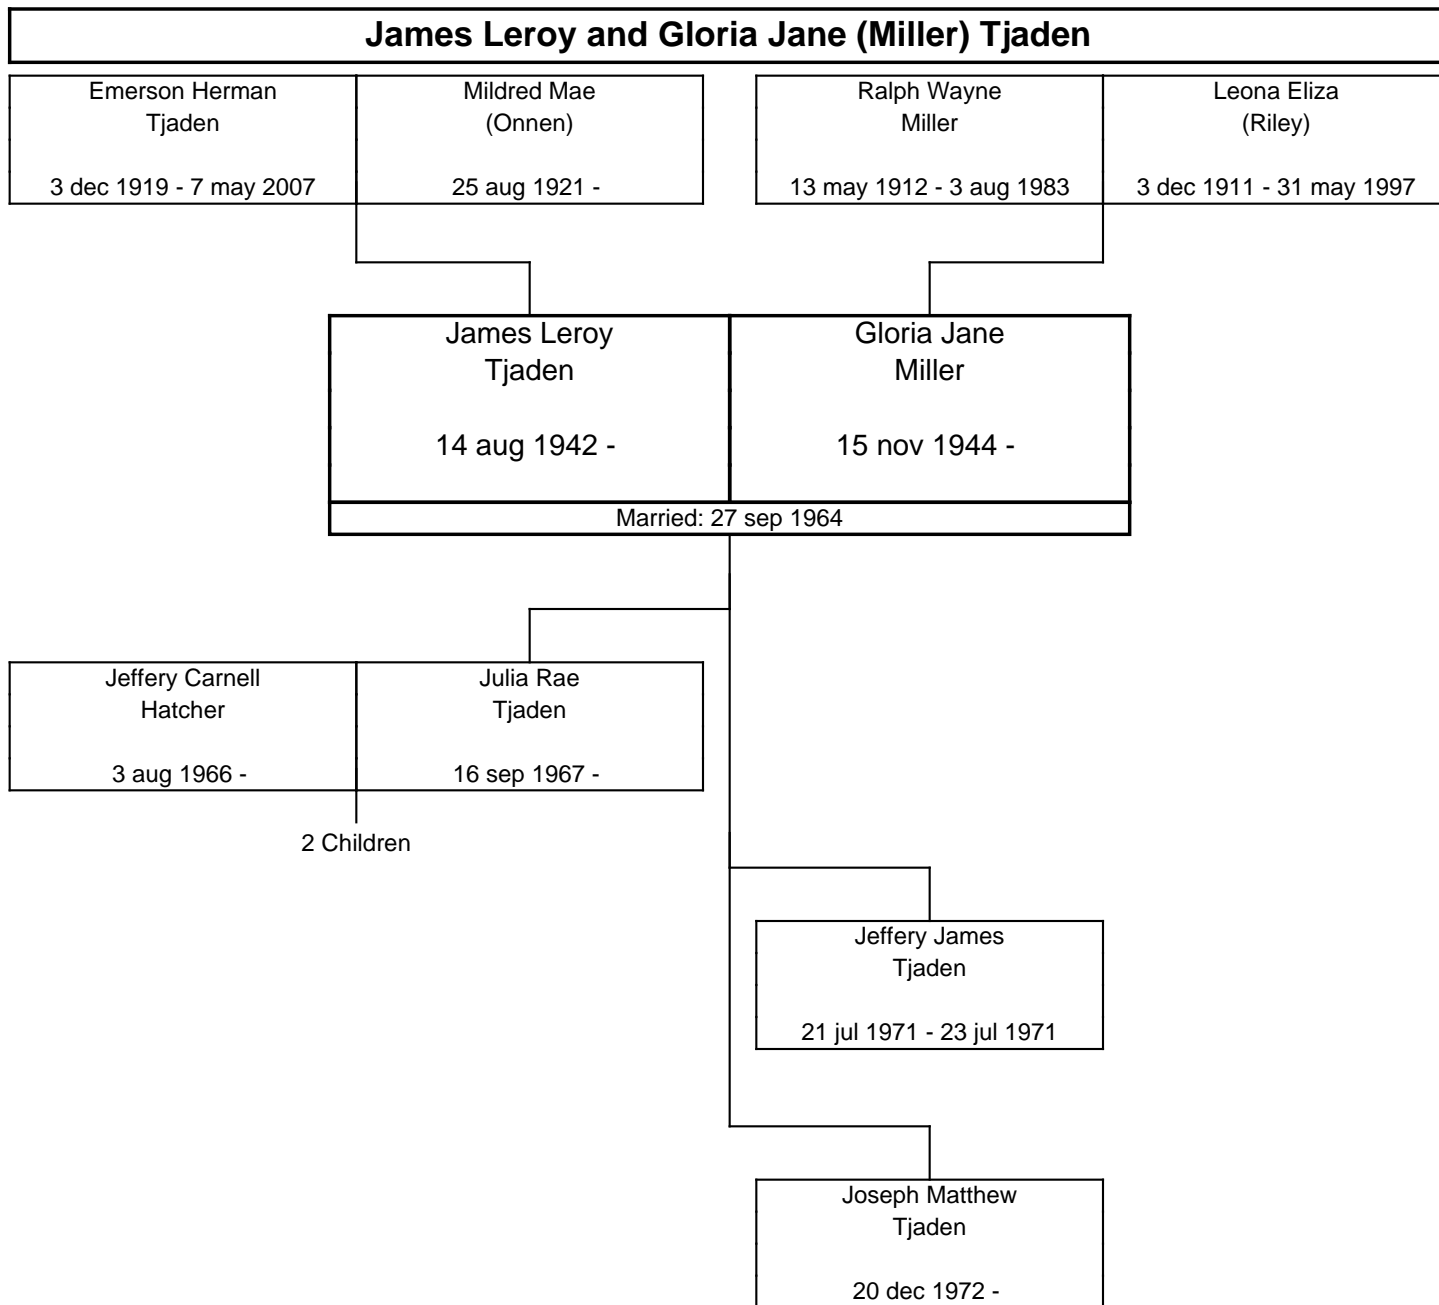 James Leroy and Gloria Jane (Miller) Tjaden
Emerson Herman
Tjaden
3 dec 1919 - 7 may 2007
Mildred Mae
(Onnen)
25 aug 1921 -
Ralph Wayne
Miller
13 may 1912 - 3 aug 1983
Leona Eliza
(Riley)
3 dec 1911 - 31 may 1997
James Leroy
Tjaden
14 aug 1942 -
Gloria Jane
Miller
15 nov 1944 -
Married: 27 sep 1964
Jeffery Carnell
Hatcher
3 aug 1966 -
Julia Rae
Tjaden
16 sep 1967 -
2 Children
Jeffery James
Tjaden
21 jul 1971 - 23 jul 1971
Joseph Matthew
Tjaden
20 dec 1972 -